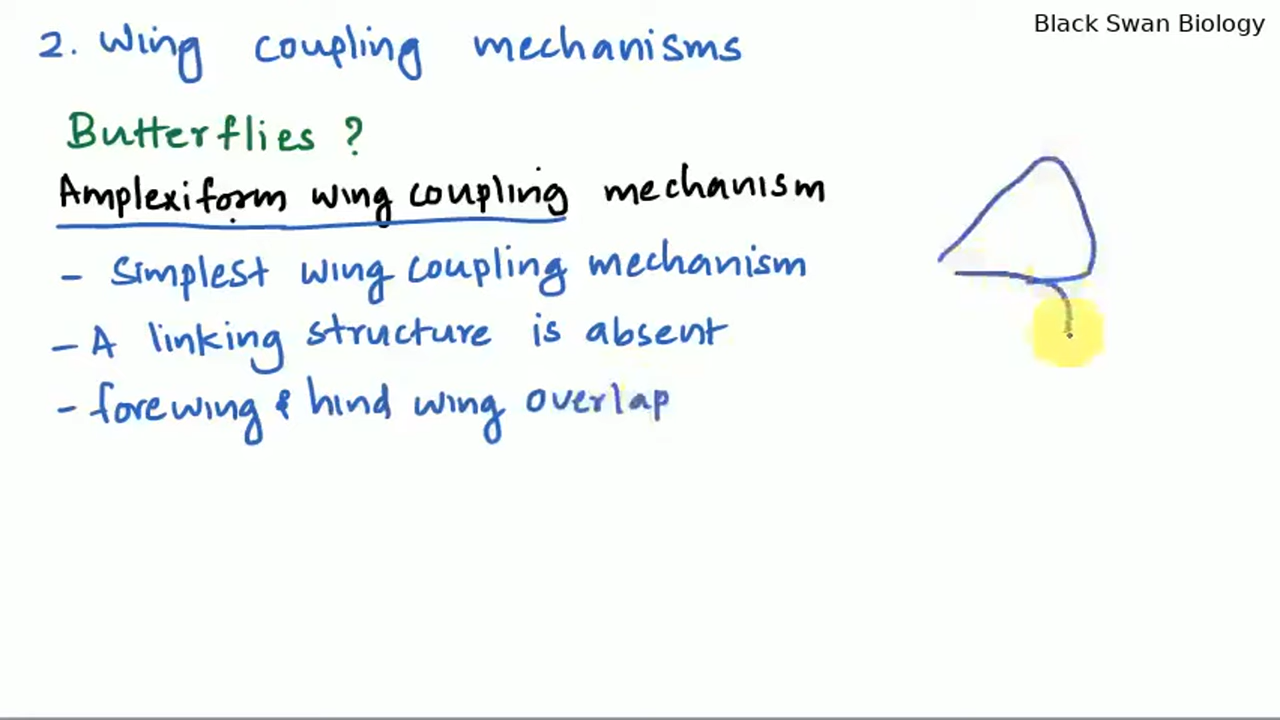 Black Swan Biology
2. Wing coupling mechanisms
Butterflies ?
Amplexiform wing coupling mechanism
- Simplest wing coupling mechanism
- A linking structure is absent
- forewing & hind wing overlap